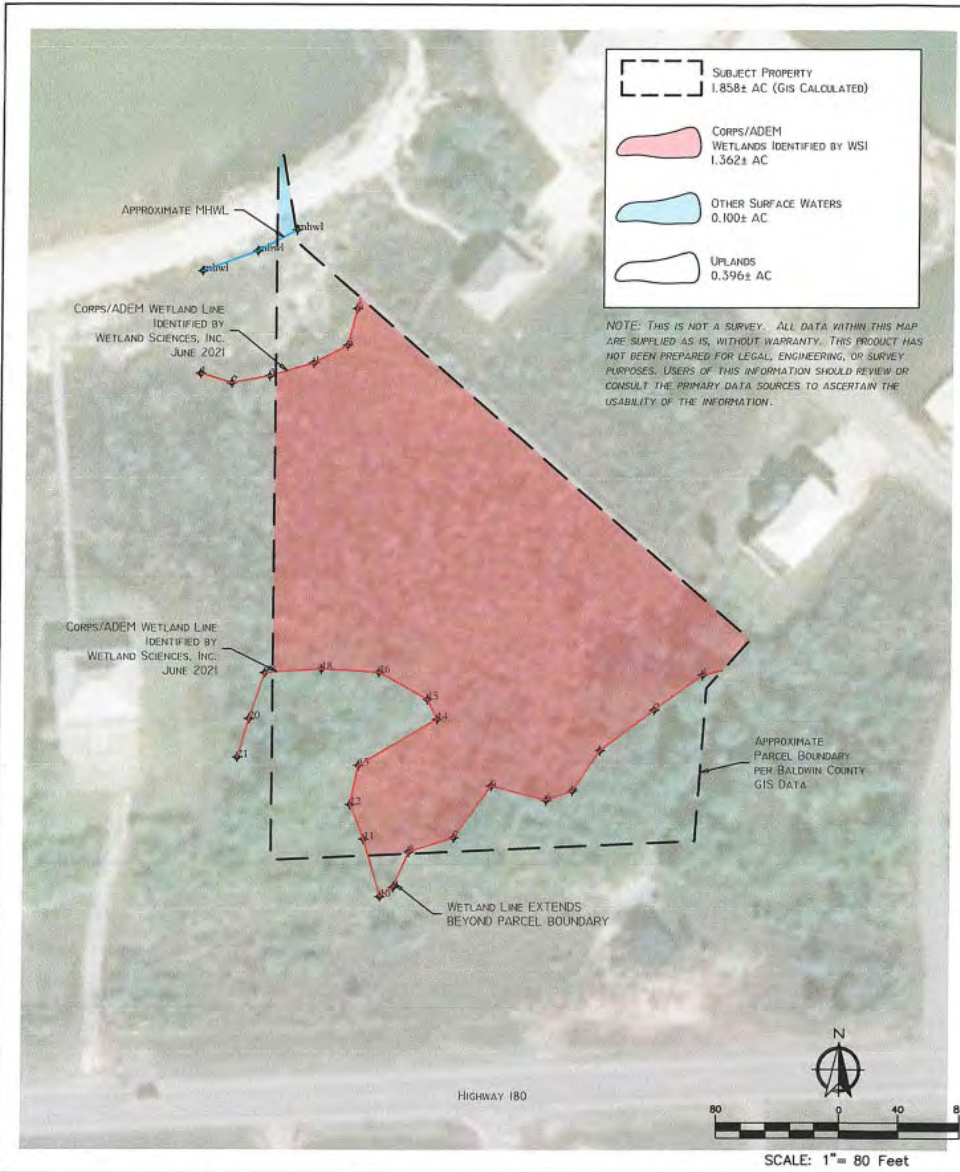 SUBJECT PROPERTY
1.858± AC (GIS CALCULATED)
CORPS/ADEM
WETLANDS IDENTIFIED BY WSI
1.362± AC
OTHER SURFACE WATERS
0.100± AC
UPLANDS
0.396± AC
NOTE: THIS IS NOT A SURVEY. ALL DATA WITHIN THIS MAP
ARE SUPPLIED AS IS, WITHOUT WARRANTY. THIS PRODUCT HAS
NOT BEEN PREPARED FOR LEGAL, ENGINEERING, OR SURVEY
PURPOSES. USERS OF THIS INFORMATION SHOULD REVIEW OR
CONSULT THE PRIMARY DATA SOURCES TO ASCERTAIN THE
USABILITY OF THE INFORMATION.
APPROXIMATE MHWL
mhwl
mhwl
mhwl
CORPS/ADEM WETLAND LINE
IDENTIFIED BY
WETLAND SCIENCES, INC.
JUNE 2021
CORPS/ADEM WETLAND LINE
IDENTIFIED BY
WETLAND SCIENCES, INC.
JUNE 2021
18
16
15
14
20
21
13
12
11
10
APPROXIMATE
PARCEL BOUNDARY
PER BALDWIN COUNTY
GIS DATA
WETLAND LINE EXTENDS
BEYOND PARCEL BOUNDARY
HIGHWAY 180
N
80
0
40
SCALE: 1"= 80 Feet